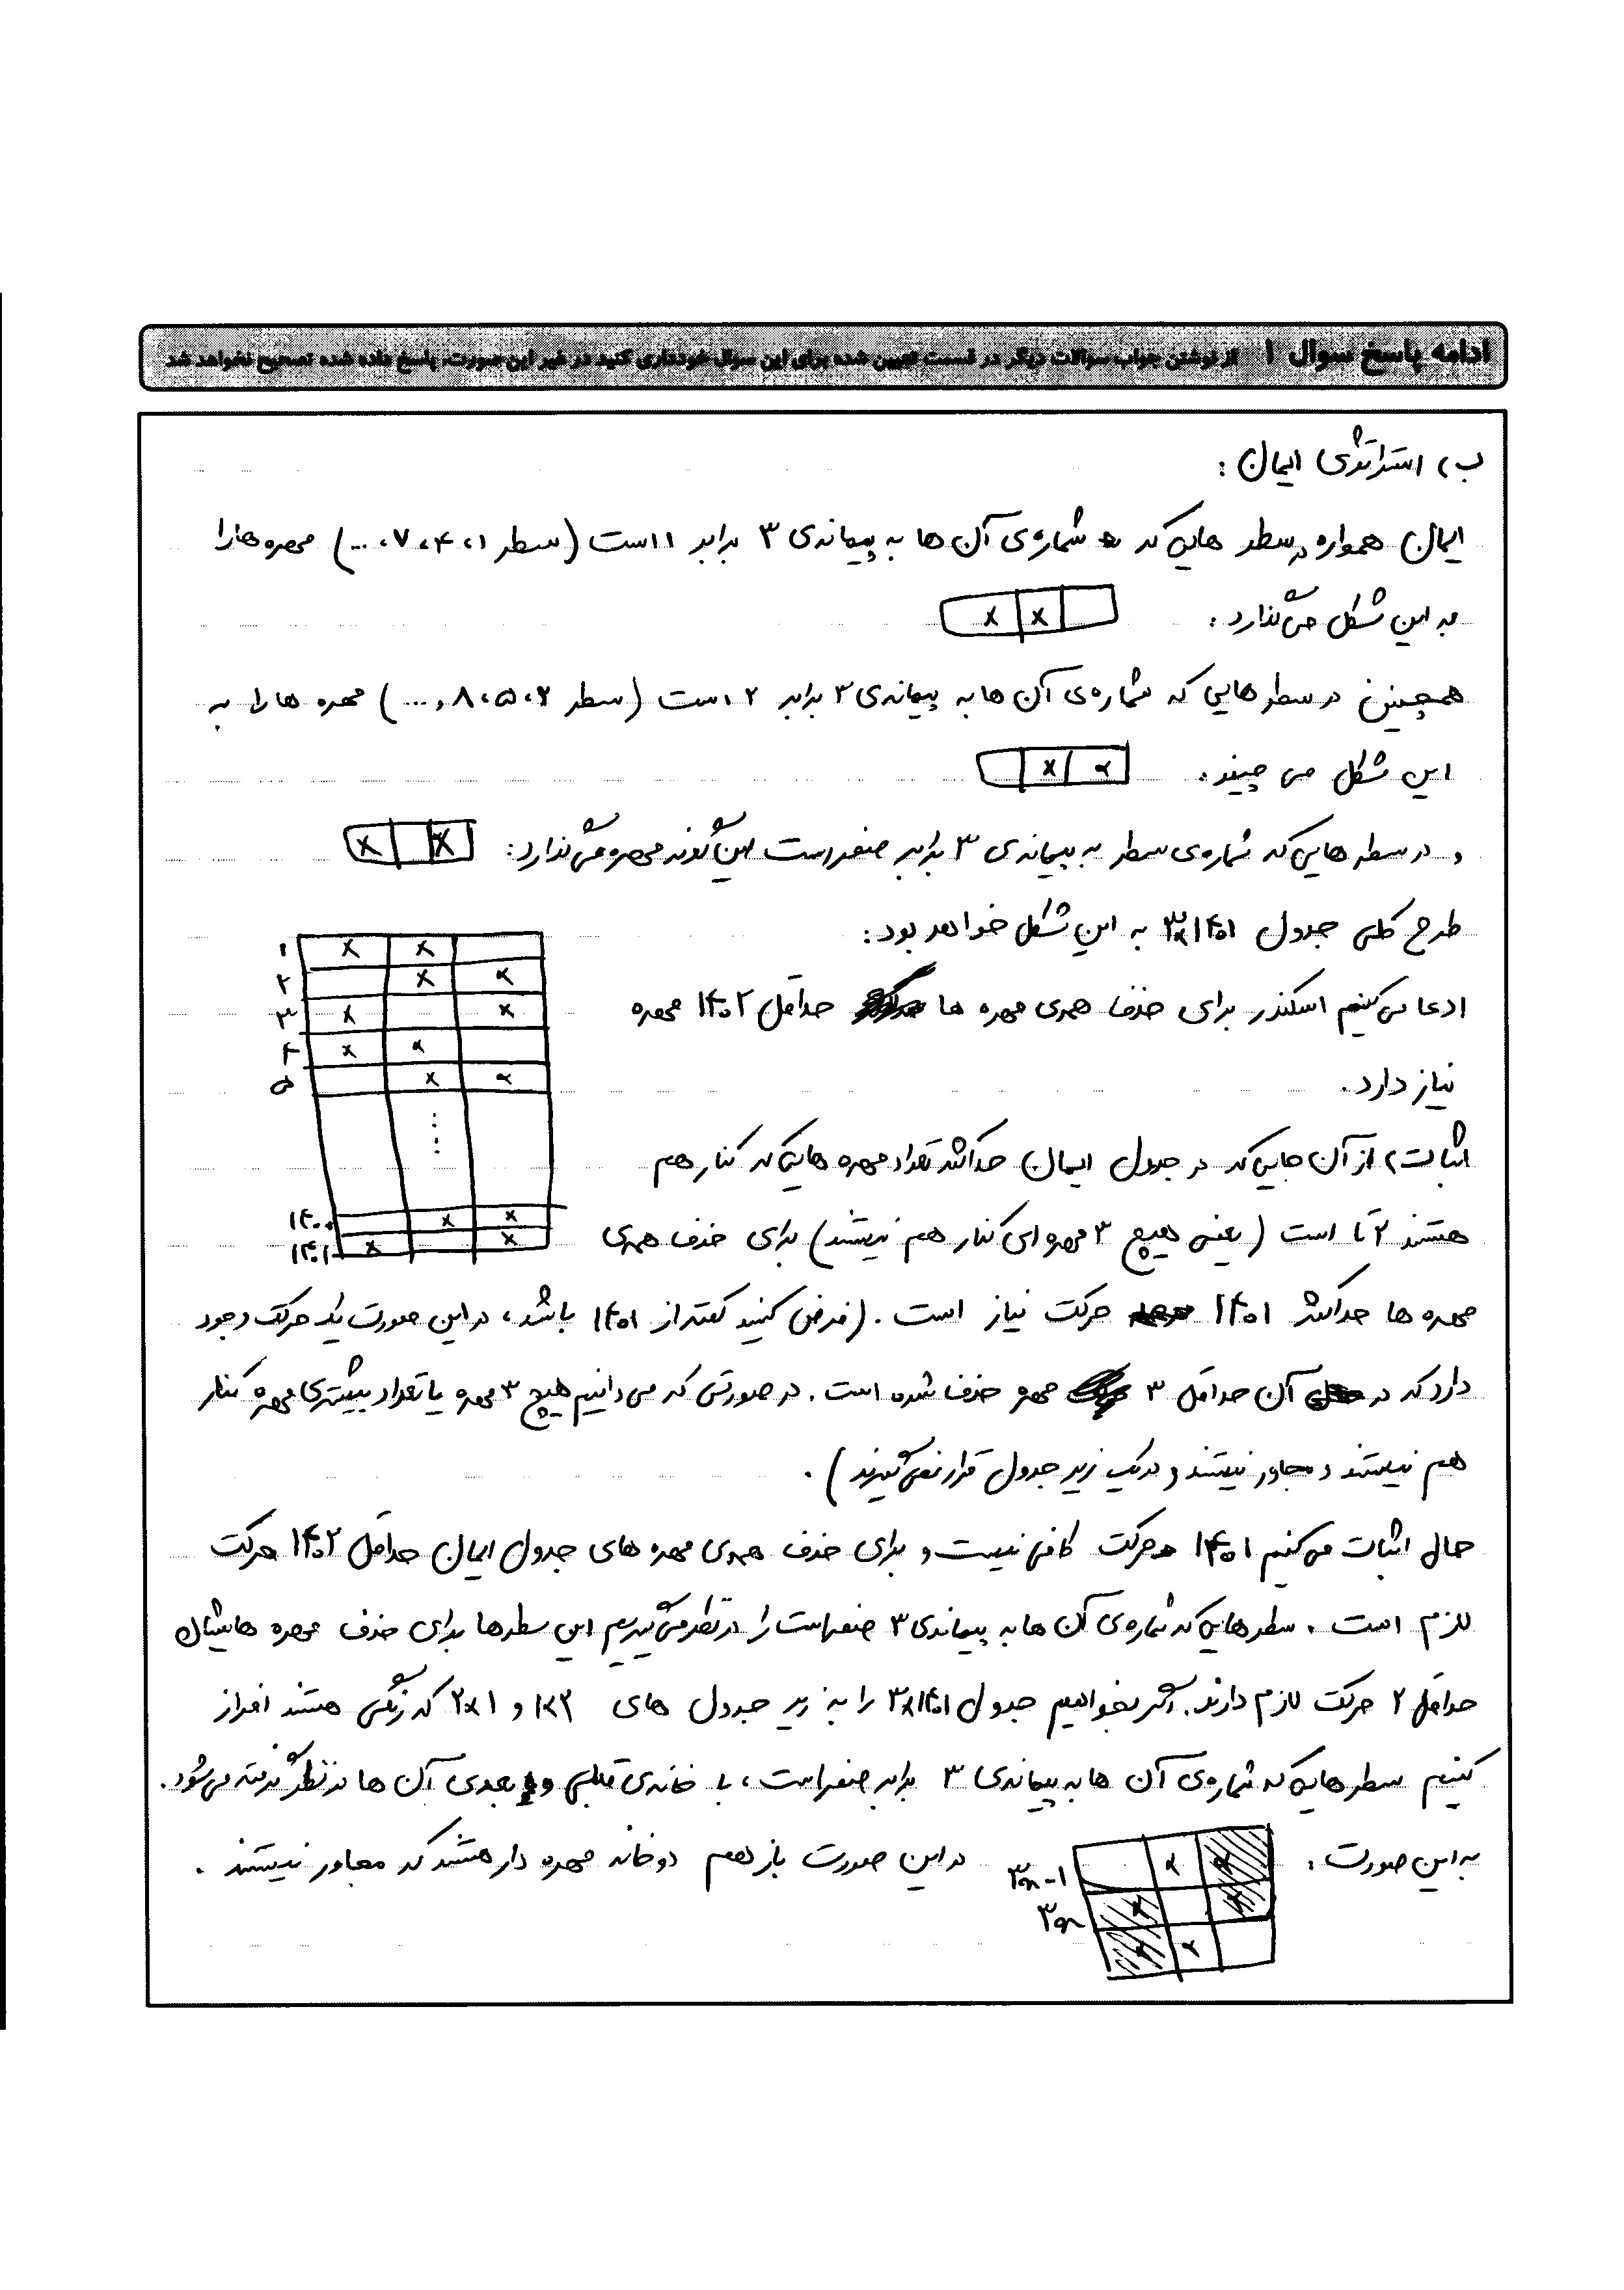 ادامه پاسخ سوال ۱ از نوشتن جواب سوالات دیگر در قسمت تعیین شده برای این سوال خودداری کنید در غیر این صورت، پاسخ داده شده تصحیح نخواهد شد
ب) استراتژی ایمان :
ایمان همواره در سطر هایی که شماره‌ی آن ها به پیمانه‌ی ۳ برابر ۱ است (سطر ۱، ۴، ۷، ...) مهره ها را
به این شکل می‌گذارد : x x
همچنین در سطر هایی که شماره‌ی آن ها به پیمانه‌ی ۳ برابر ۲ است (سطر ۲، ۵، ۸، ...) مهره ها را به
این شکل می چیند. x x
و در سطر هایی که شماره‌ی سطر به پیمانه‌ی ۳ برابر صفر است این گونه مهره می‌گذارد : x x
طرح کلی جدول ۳×۱۴۰۱ به این شکل خواهد بود :
۱ x x
۲ x x
۳ x x
۴ x x
۵ x x
⋮
۱۴۰۰ x x
۱۴۰۱ x x
ادعا می‌کنیم اسکندر برای حذف همه‌ی مهره ها حداقل ۱۴۰۲ مهره
نیاز دارد.
اثبات) از آن جایی که در جدول ایمان حداکثر تعداد مهره هایی که کنار هم
هستند ۲ تا است (یعنی هیچ ۳ مهره ای کنار هم نیستند) برای حذف همه‌ی
مهره ها حداکثر ۱۴۰۱ حرکت نیاز است. (فرض کنید کمتر از ۱۴۰۱ باشد، در این صورت یک حرکت وجود
دارد که در آن حداقل ۳ مهره حذف شده است. در صورتی که می دانیم هیچ ۳ مهره یا تعداد بیشتری مهره کنار
هم نیستند و مجاور نیستند و در یک زیر جدول قرار نمی‌گیرند).
حال اثبات می‌کنیم ۱۴۰۱ حرکت کافی نیست و برای حذف همه‌ی مهره های جدول ایمان حداقل ۱۴۰۲ حرکت
لازم است. سطر هایی که شماره‌ی آن ها به پیمانه‌ی ۳ صفر است را در نظر می‌گیریم این سطرها برای حذف مهره هایشان
حداقل ۲ حرکت لازم دارند. اگر بخواهیم جدول ۳×۱۴۰۱ را به زیر جدول های ۱×۲ و ۲×۱ که رنگی هستند افراز
کنیم سطر هایی که شماره‌ی آن ها به پیمانه‌ی ۳ برابر صفر است، با خانه‌ی قبلی و بعدی آن ها در نظر گرفته می‌شود.
به این صورت : x x x x x x ۳n-۱ ۳n در این صورت باز هم دو خانه مهره دار هستند که مجاور نیستند.